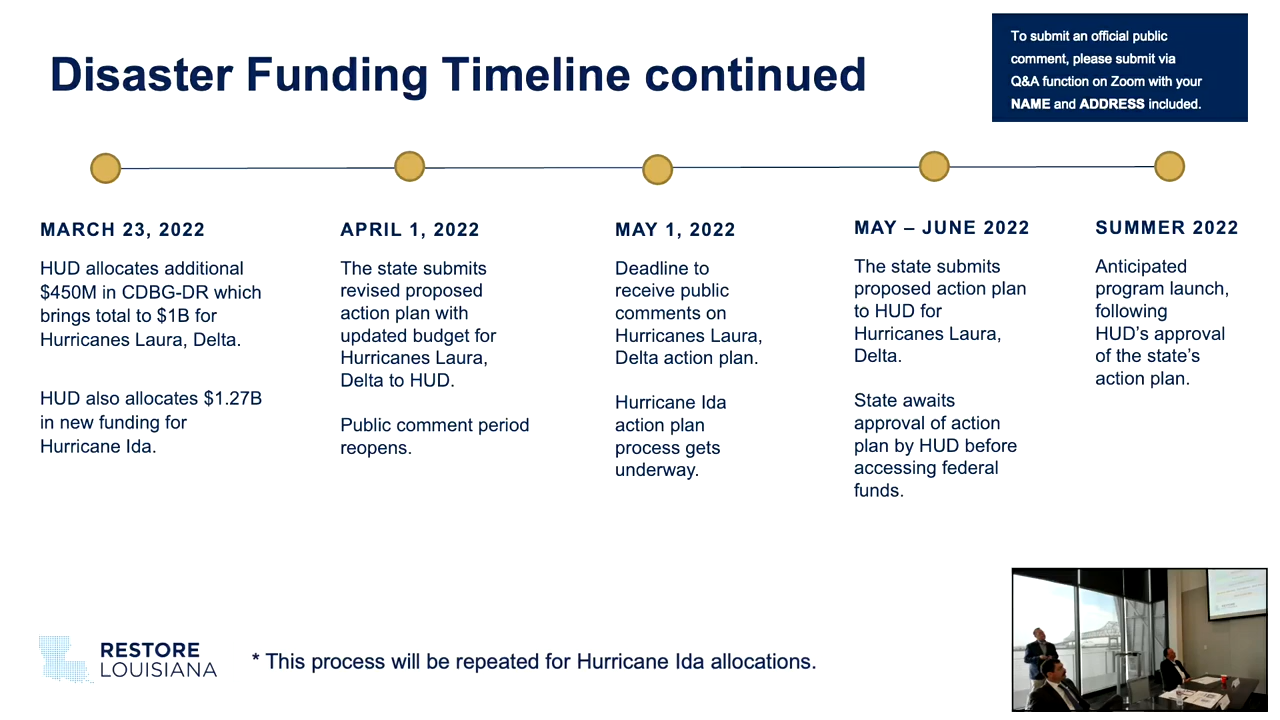 Disaster Funding Timeline continued
To submit an official public
comment, please submit via
Q&A function on Zoom with your
NAME and ADDRESS included.
MARCH 23, 2022
HUD allocates additional
$450M in CDBG-DR which
brings total to $1B for
Hurricanes Laura, Delta.
HUD also allocates $1.27B
in new funding for
Hurricane Ida.
APRIL 1, 2022
The state submits
revised proposed
action plan with
updated budget for
Hurricanes Laura,
Delta to HUD.
Public comment period
reopens.
MAY 1, 2022
Deadline to
receive public
comments on
Hurricanes Laura,
Delta action plan.
Hurricane Ida
action plan
process gets
underway.
MAY – JUNE 2022
The state submits
proposed action plan
to HUD for
Hurricanes Laura,
Delta.
State awaits
approval of action
plan by HUD before
accessing federal
funds.
SUMMER 2022
Anticipated
program launch,
following
HUD's approval
of the state's
action plan.
RESTORE
LOUISIANA
* This process will be repeated for Hurricane Ida allocations.